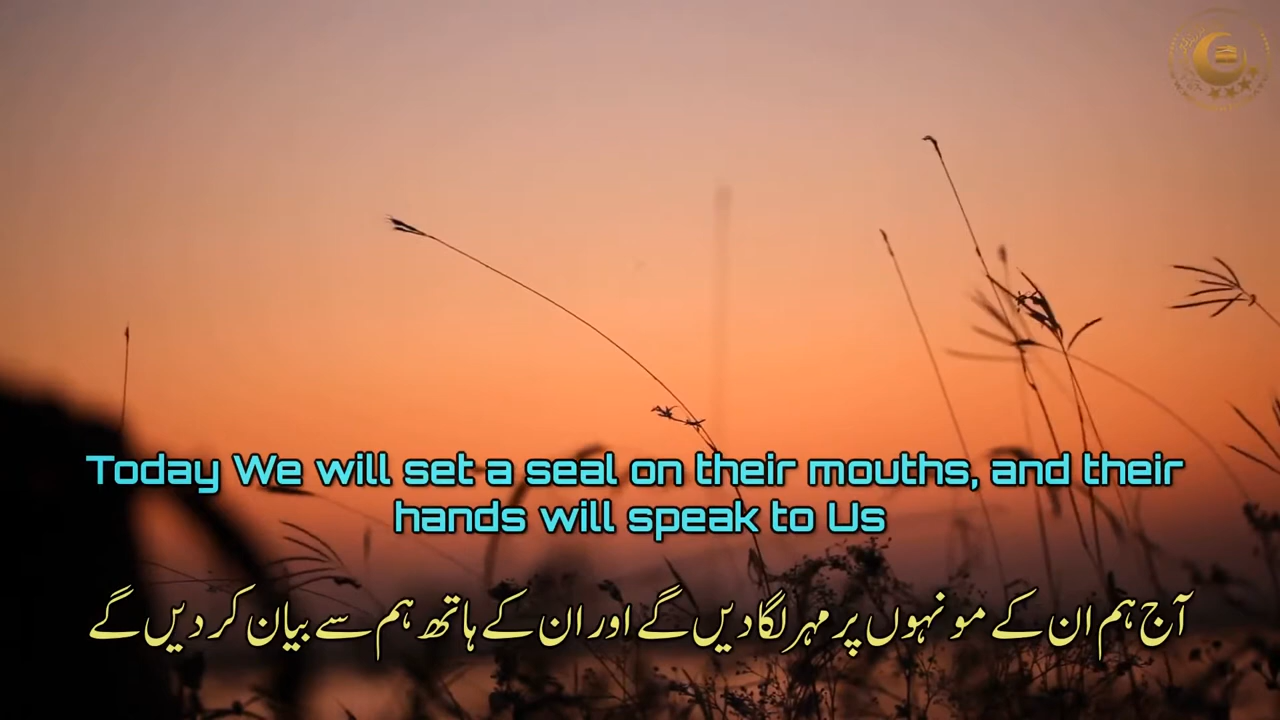 Today We will set a seal on their mouths, and their
hands will speak to Us
آج ہم ان کے مونہوں پر مہر لگا دیں گے اور ان کے ہاتھ ہم سے بیان کر دیں گے